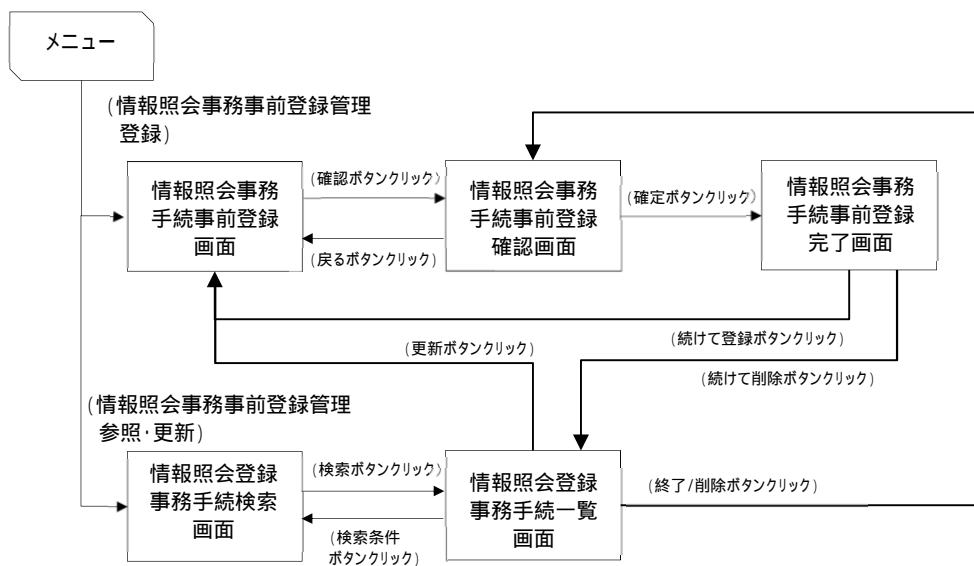 メニュー
(情報照会事務事前登録管理
登録)
情報照会事務
手続事前登録
画面
(確認ボタンクリック)
(戻るボタンクリック)
情報照会事務
手続事前登録
確認画面
(確定ボタンクリック)
情報照会事務
手続事前登録
完了画面
(続けて登録ボタンクリック)
(更新ボタンクリック)
(続けて削除ボタンクリック)
(情報照会事務事前登録管理
参照・更新)
情報照会登録
事務手続検索
画面
(検索ボタンクリック)
(検索条件
ボタンクリック)
情報照会登録
事務手続一覧
画面
(終了/削除ボタンクリック)